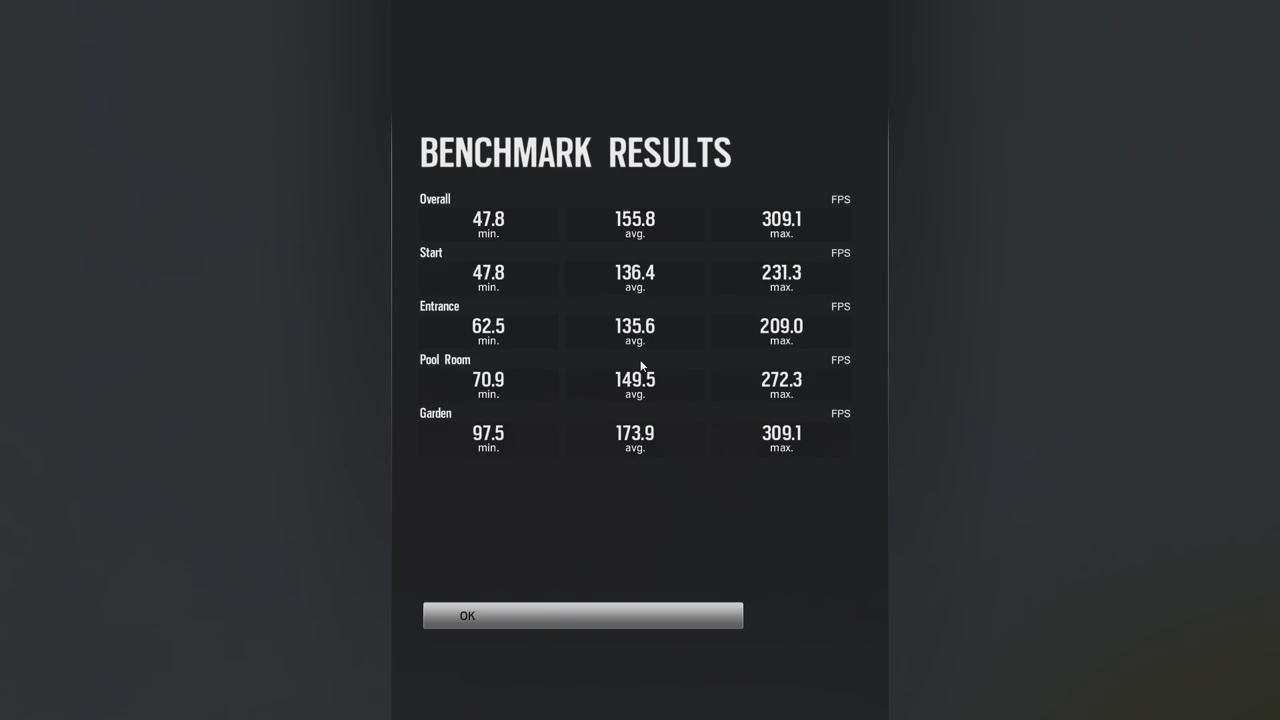 BENCHMARK RESULTS
Overall FPS
47.8 155.8 309.1
min. avg. max.
Start FPS
47.8 136.4 231.3
min. avg. max.
Entrance FPS
62.5 135.6 209.0
min. avg. max.
Pool Room FPS
70.9 149.5 272.3
min. avg. max.
Garden FPS
97.5 173.9 309.1
min. avg. max.
OK